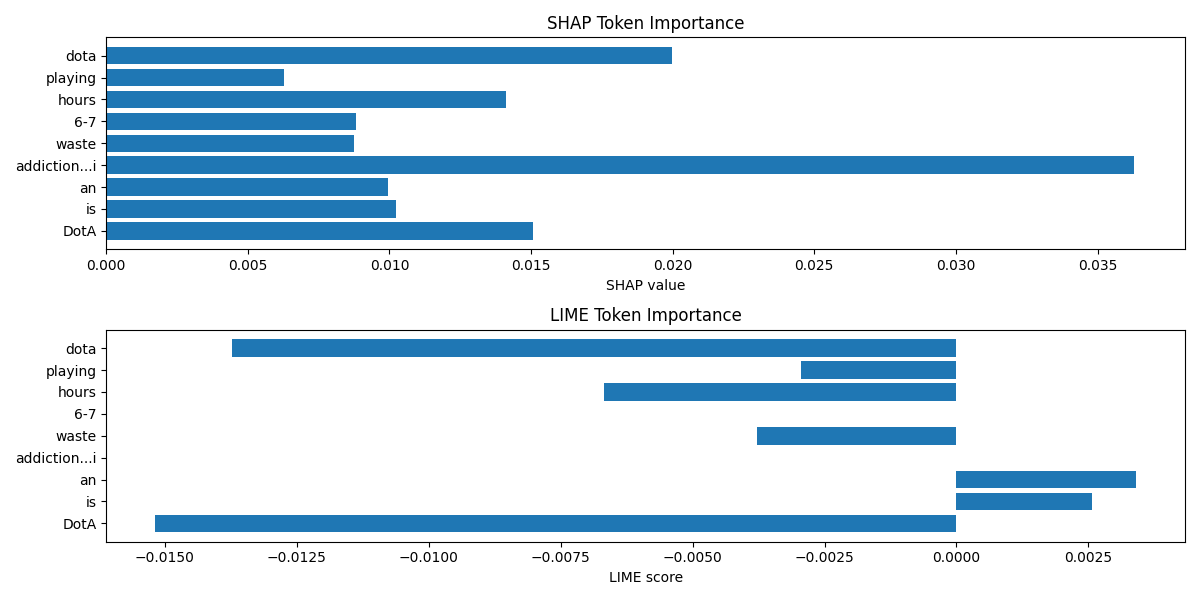 SHAP Token Importance
dota
playing
hours
6-7
waste
addiction...i
an
is
DotA
0.000 0.005 0.010 0.015 0.020 0.025 0.030 0.035
SHAP value
LIME Token Importance
dota
playing
hours
6-7
waste
addiction...i
an
is
DotA
−0.0150 −0.0125 −0.0100 −0.0075 −0.0050 −0.0025 0.0000 0.0025
LIME score